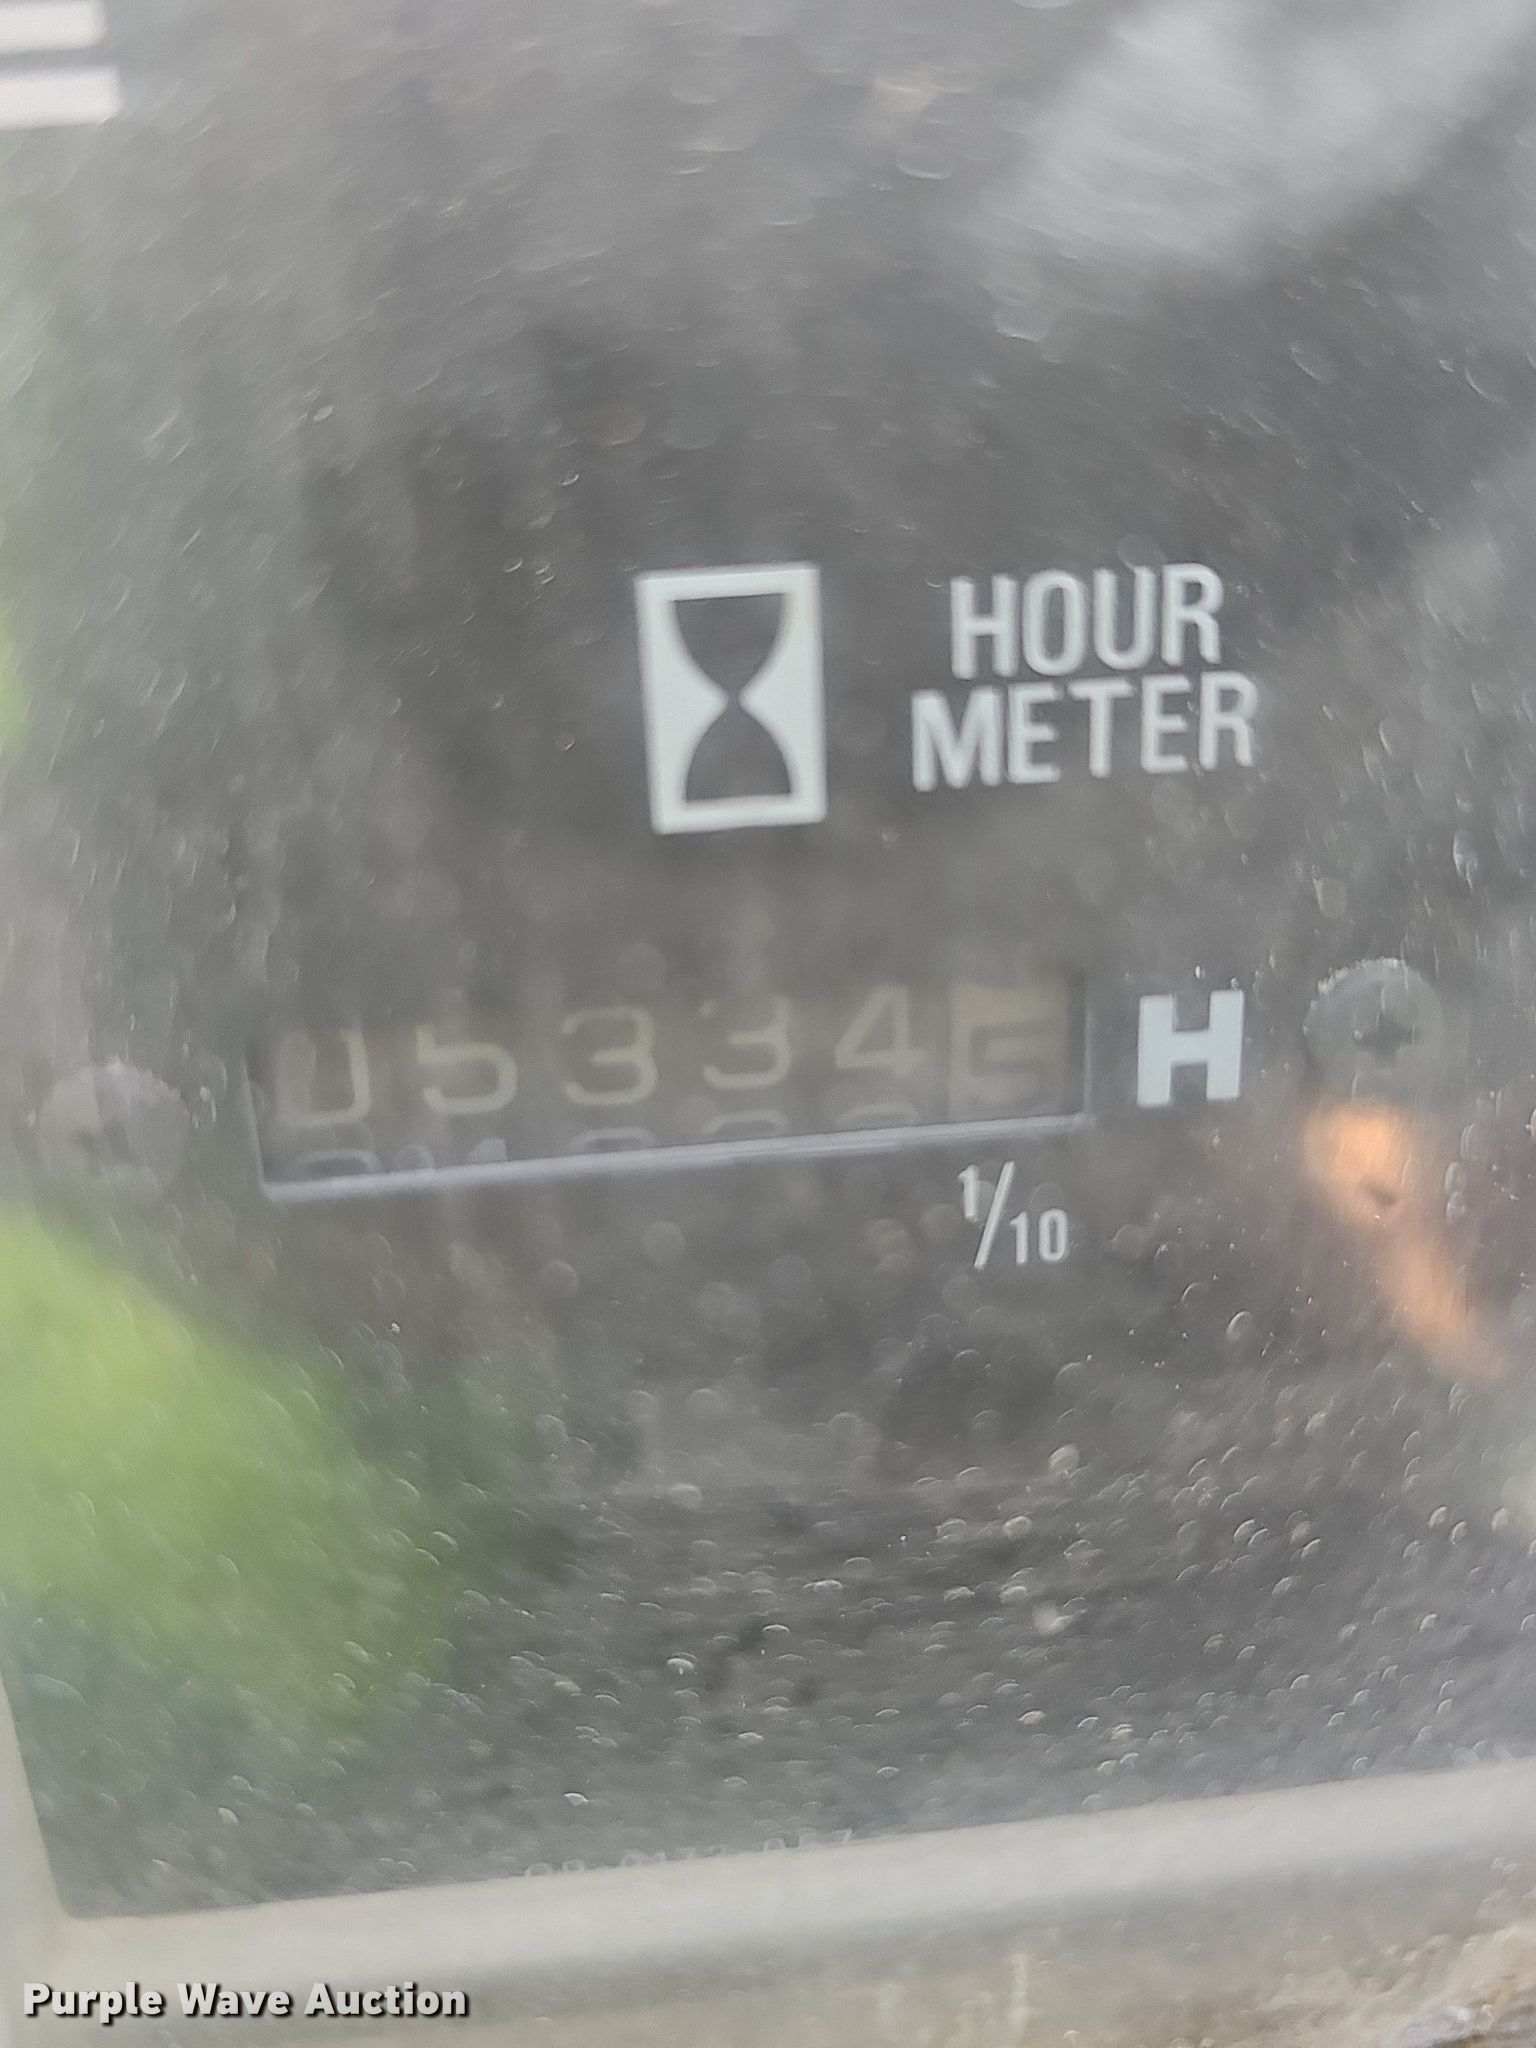 HOUR
METER
05334
H
1/10
Purple Wave Auction